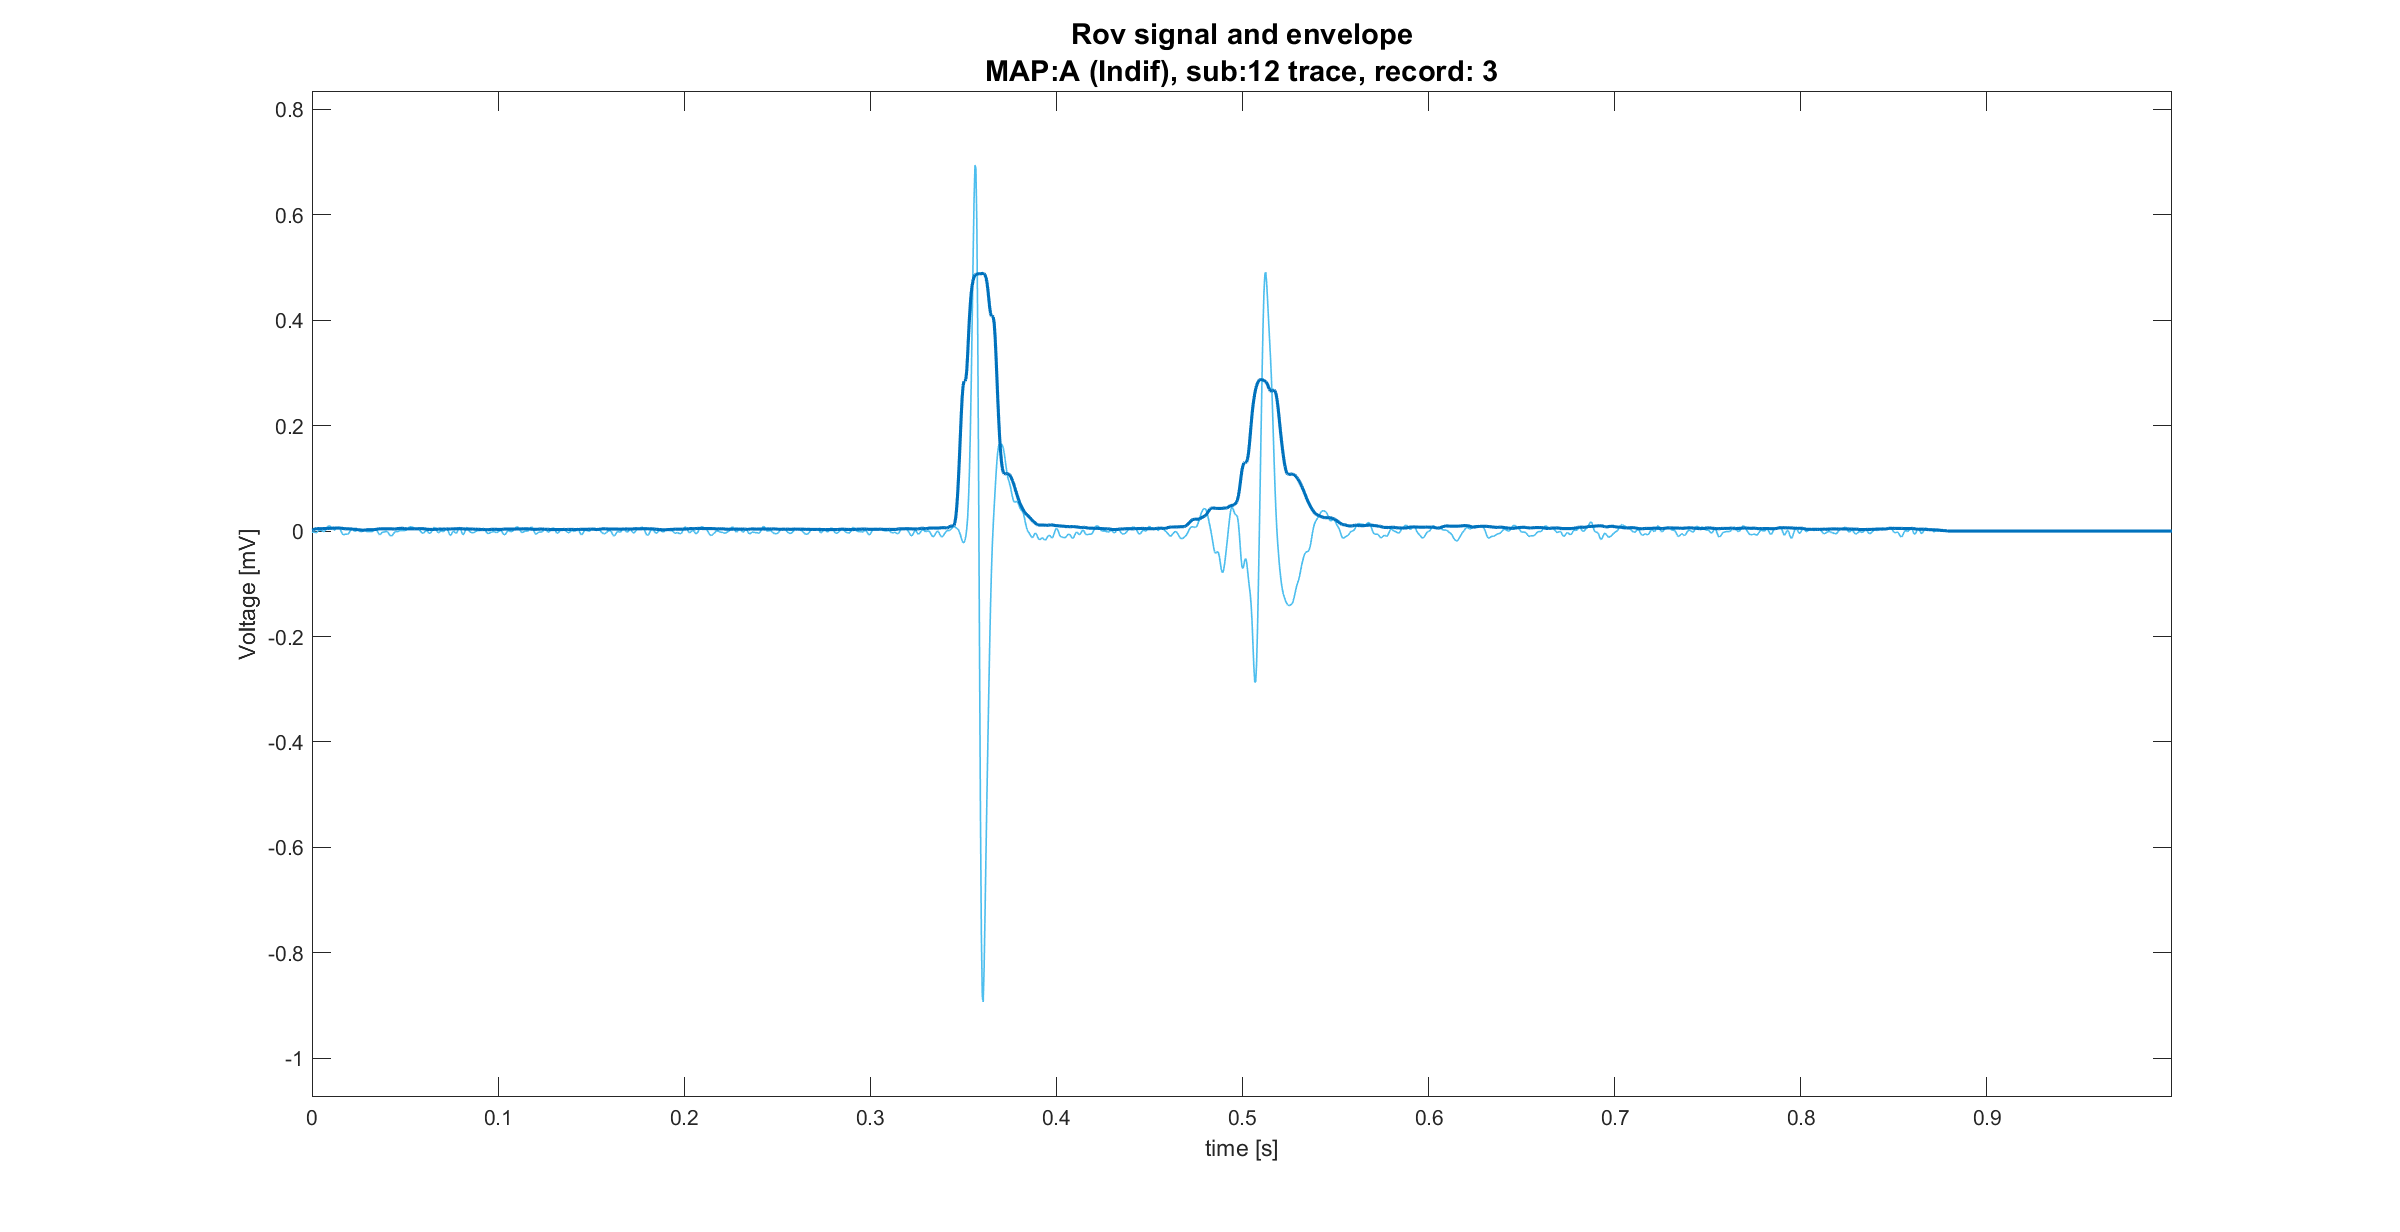 Rov signal and envelope
MAP:A (Indif), sub:12 trace, record: 3
0.8
0.6
0.4
0.2
0
-0.2
-0.4
-0.6
-0.8
-1
Voltage [mV]
0 0.1 0.2 0.3 0.4 0.5 0.6 0.7 0.8 0.9
time [s]